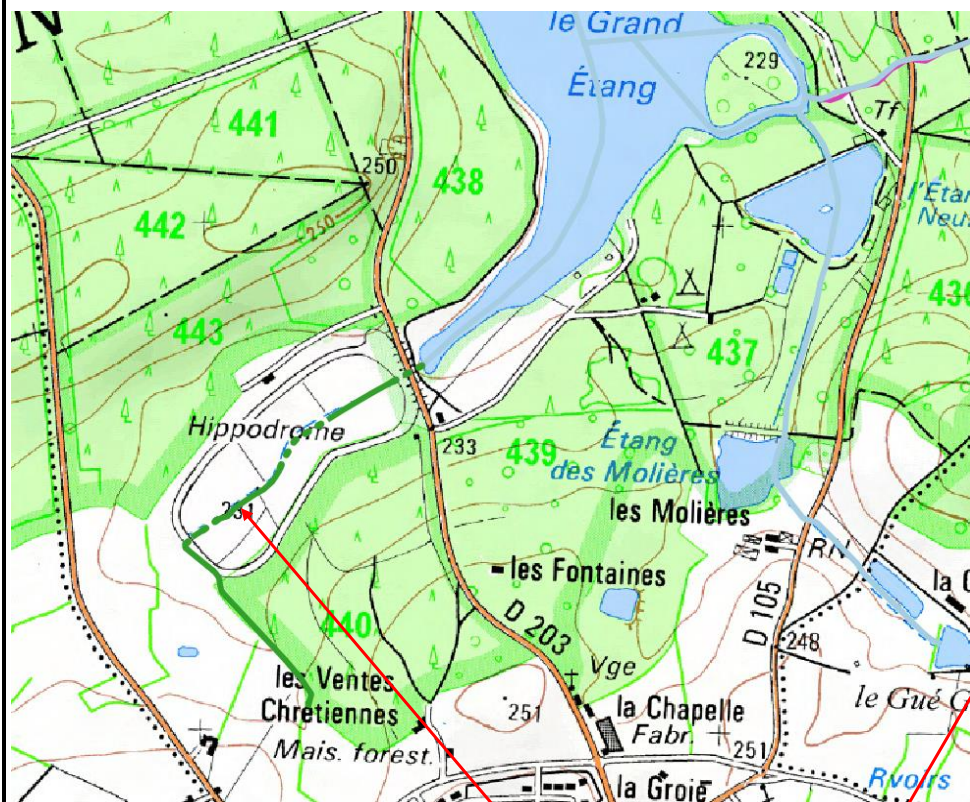 N
le Grand
Étang
229
Tf
441
250
438
442
250
l'Étan
Neu
443
437
436
Hippodrome
233
439
Étang
des Molières
231
les Molières
les Fontaines
RN
la C
D 203
D 105
440
248
Vge
les Ventes
Chretiennes
251
la Chapelle
Fabr.
le Gué G
Mais. forest.
251
la Groie
Rvoirs